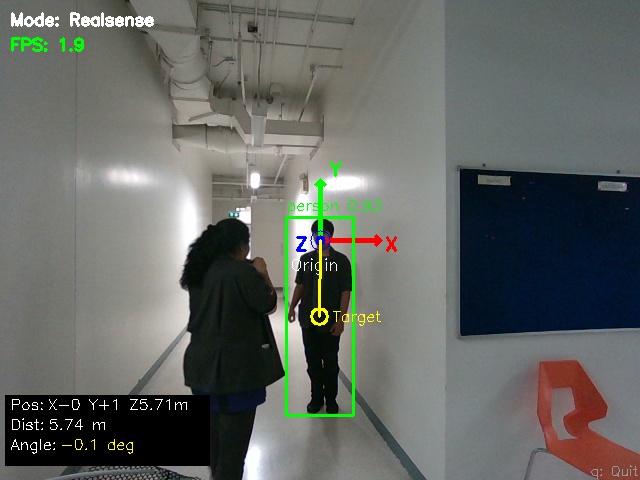 Mode: Realsense
FPS: 1.9
Y
person 0.93
Z
X
Origin
Target
Pos: X-0 Y+1 Z5.71m
Dist: 5.74 m
Angle: -0.1 deg
q: Quit